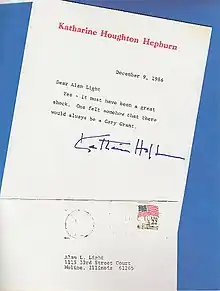 Katharine Houghton Hepburn
December 9, 1986
Dear Alan Light
Yes - it must have been a great
shock. One felt somehow that there
would always be a Cary Grant.
Katharine Hepburn
Alan L. Light
1115 33rd Street Court
Moline, Illinois 61265